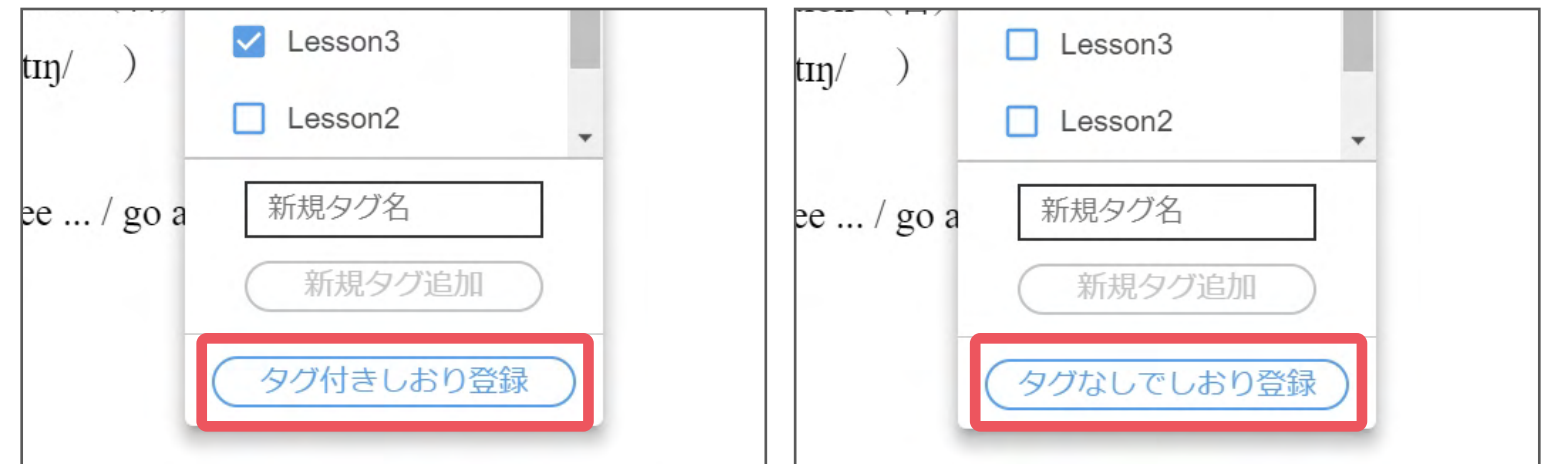 Lesson3
tɪŋ/ )
Lesson2
新規タグ名
ee ... / go a
新規タグ追加
タグ付きしおり登録
Lesson3
tɪŋ/ )
Lesson2
新規タグ名
ee ... / go a
新規タグ追加
タグなしでしおり登録